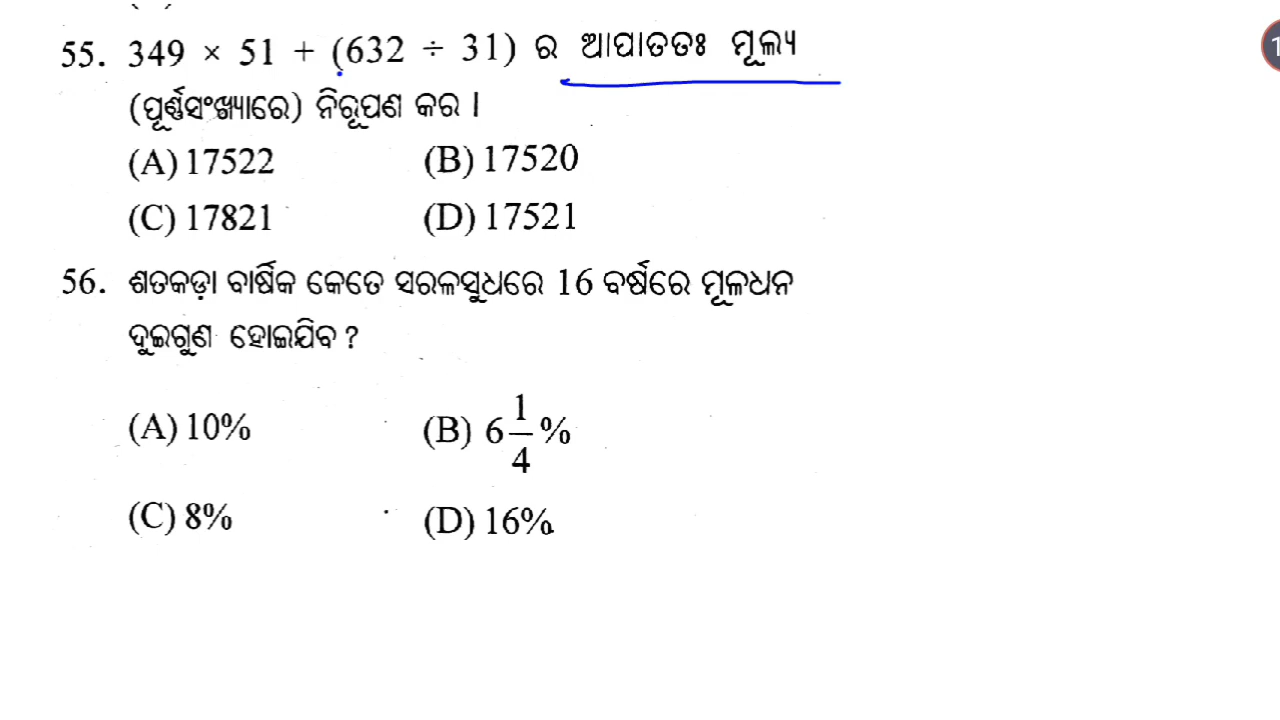 55. 349 × 51 + (632 ÷ 31) ର ଆପାତତଃ ମୂଲ୍ୟ
(ପୂର୍ଣ୍ଣସଂଖ୍ୟାରେ) ନିରୂପଣ କର ।
(A) 17522 (B) 17520
(C) 17821 (D) 17521
56. ଶତକଡ଼ା ବାର୍ଷିକ କେତେ ସରଳସୁଧରେ 16 ବର୍ଷରେ ମୂଳଧନ
ଦୁଇଗୁଣ ହୋଇଯିବ ?
(A) 10% (B) 6 1/4 %
(C) 8% (D) 16%